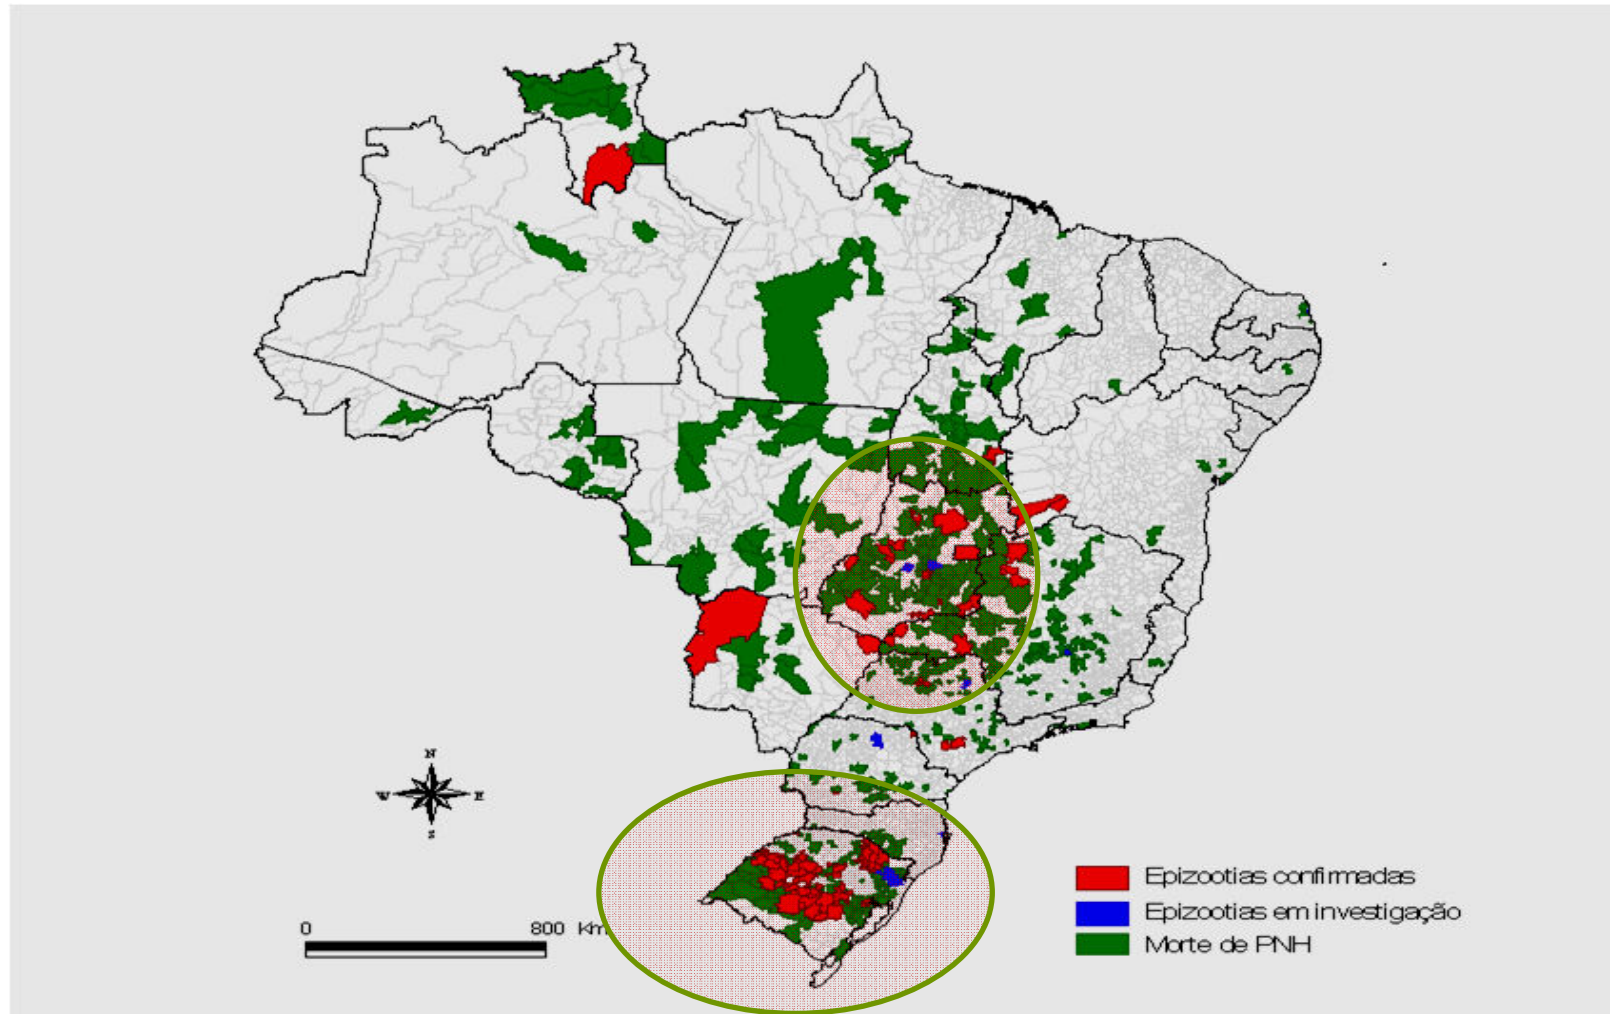 N
W E
S
0 800 Km
Epizootias confirmadas
Epizootias em investigação
Morte de PNH